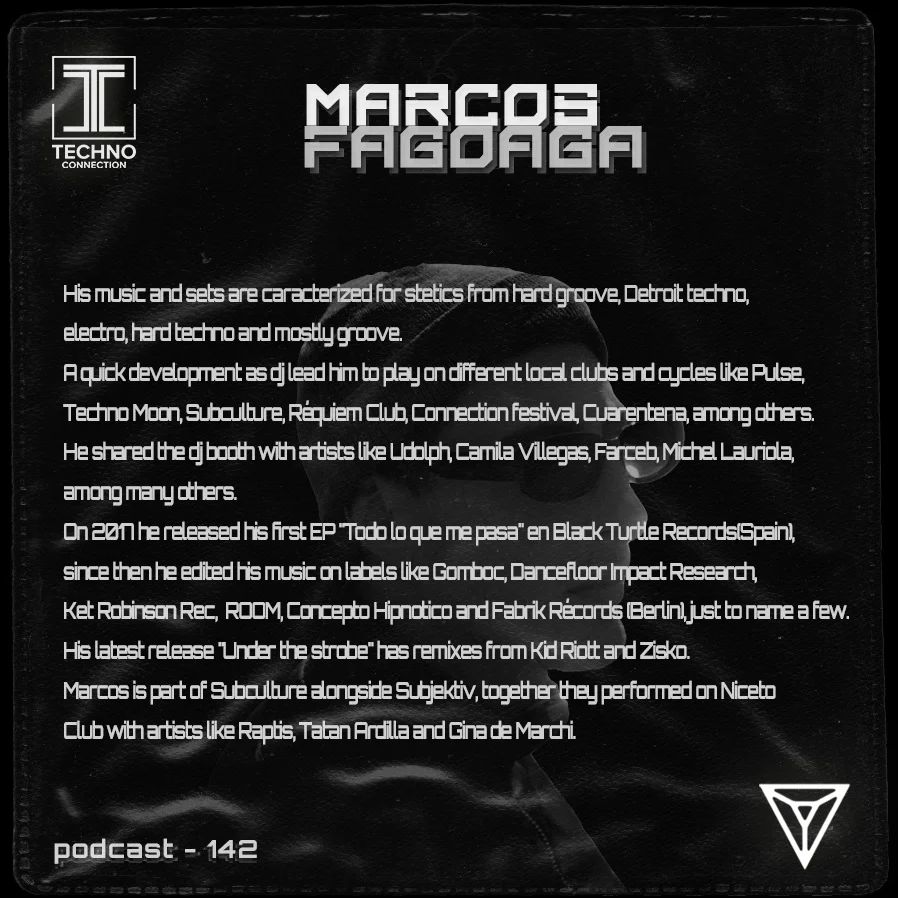 TECHNO
CONNECTION
MARCOS
FAGOAGA
His music and sets are caracterized for stetics from hard groove, Detroit techno,
electro, hard techno and mostly groove.
A quick development as dj lead him to play on different local clubs and cycles like Pulse,
Techno Moon, Subculture, Réquiem Club, Connection festival, Cuarentena, among others.
He shared the dj booth with artists like Udolph, Camila Villegas, Farceb, Michel Lauriola,
among many others.
On 2017 he released his first EP "Todo lo que me pasa" en Black Turtle Records(Spain),
since then he edited his music on labels like Gomboc, Dancefloor Impact Research,
Ket Robinson Rec, ROOM, Concepto Hipnotico and Fabrik Récords (Berlin),just to name a few.
His latest release "Under the strobe" has remixes from Kid Riott and Zisko.
Marcos is part of Subculture alongside Subjektiv, together they performed on Niceto
Club with artists like Raptis, Tatan Ardilla and Gina de Marchi.
podcast - 142